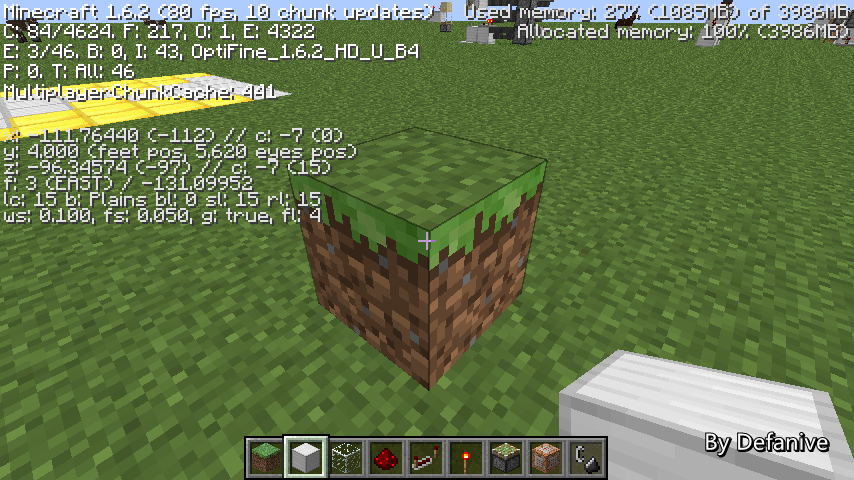 Minecraft 1.6.2 (80 fps, 10 chunk updates)
Used memory: 27% (1085MB) of 3986MB
C: 84/4624. F: 217, O: 1, E: 4322
Allocated memory: 100% (3986MB)
E: 3/46. B: 0, I: 43, OptiFine_1.6.2_HD_U_B4
P: 0. T: All: 46
MultiplayerChunkCache: 441
x: -111.76440 (-112) // c: -7 (0)
y: 4.000 (feet pos, 5.620 eyes pos)
z: -96.34574 (-97) // c: -7 (15)
f: 3 (EAST) / -131.09952
lc: 15 b: Plains bl: 0 sl: 15 rl: 15
ws: 0.100, fs: 0.050, g: true, fl: 4
By Defanive